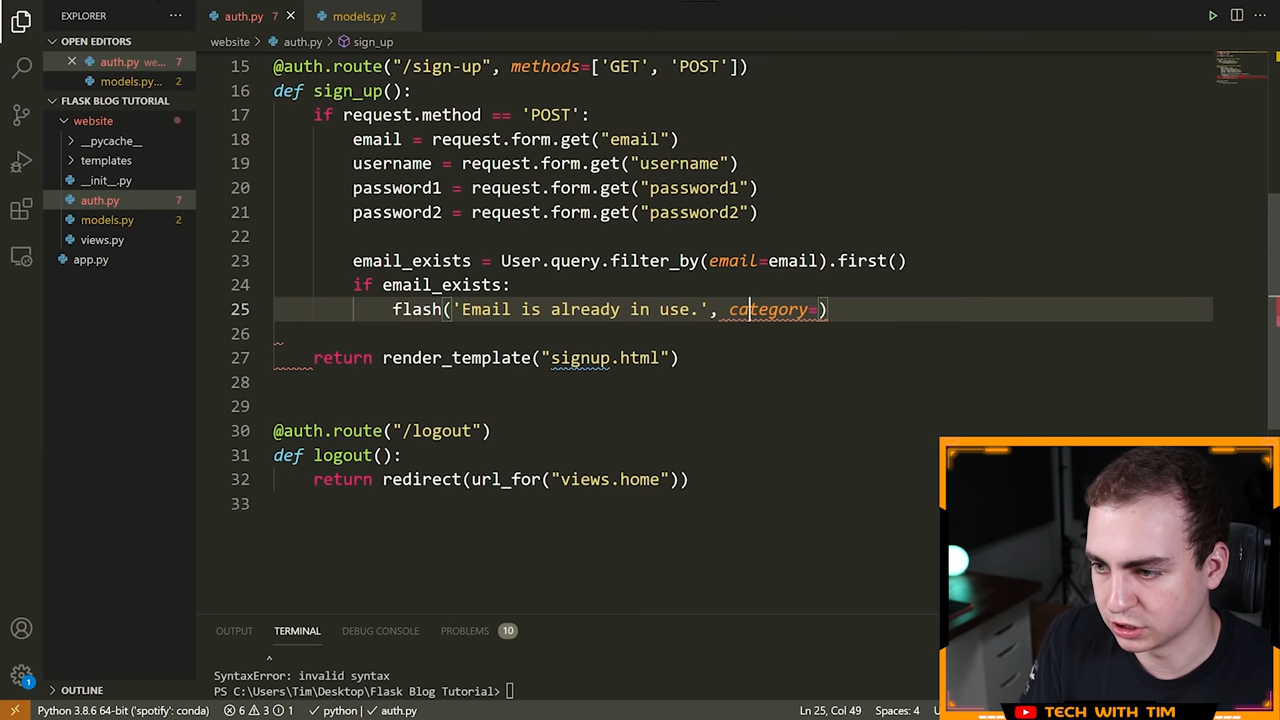 EXPLORER
auth.py 7
models.py 2
OPEN EDITORS
website
auth.py
sign_up
auth.py we... 7
models.py... 2
FLASK BLOG TUTORIAL
website
__pycache__
templates
__init__.py
auth.py 7
models.py 2
views.py
app.py
15 @auth.route("/sign-up", methods=['GET', 'POST'])
16 def sign_up():
17 if request.method == 'POST':
18 email = request.form.get("email")
19 username = request.form.get("username")
20 password1 = request.form.get("password1")
21 password2 = request.form.get("password2")
22
23 email_exists = User.query.filter_by(email=email).first()
24 if email_exists:
25 flash('Email is already in use.', category=)
26
27 return render_template("signup.html")
28
29
30 @auth.route("/logout")
31 def logout():
32 return redirect(url_for("views.home"))
33
OUTPUT TERMINAL DEBUG CONSOLE PROBLEMS 10
^
SyntaxError: invalid syntax
PS C:\Users\Tim\Desktop\Flask Blog Tutorial>
OUTLINE
1
Python 3.8.6 64-bit ('spotify': conda) 6 3 1 python auth.py Ln 25, Col 49 Spaces: 4
TECH WITH TIM